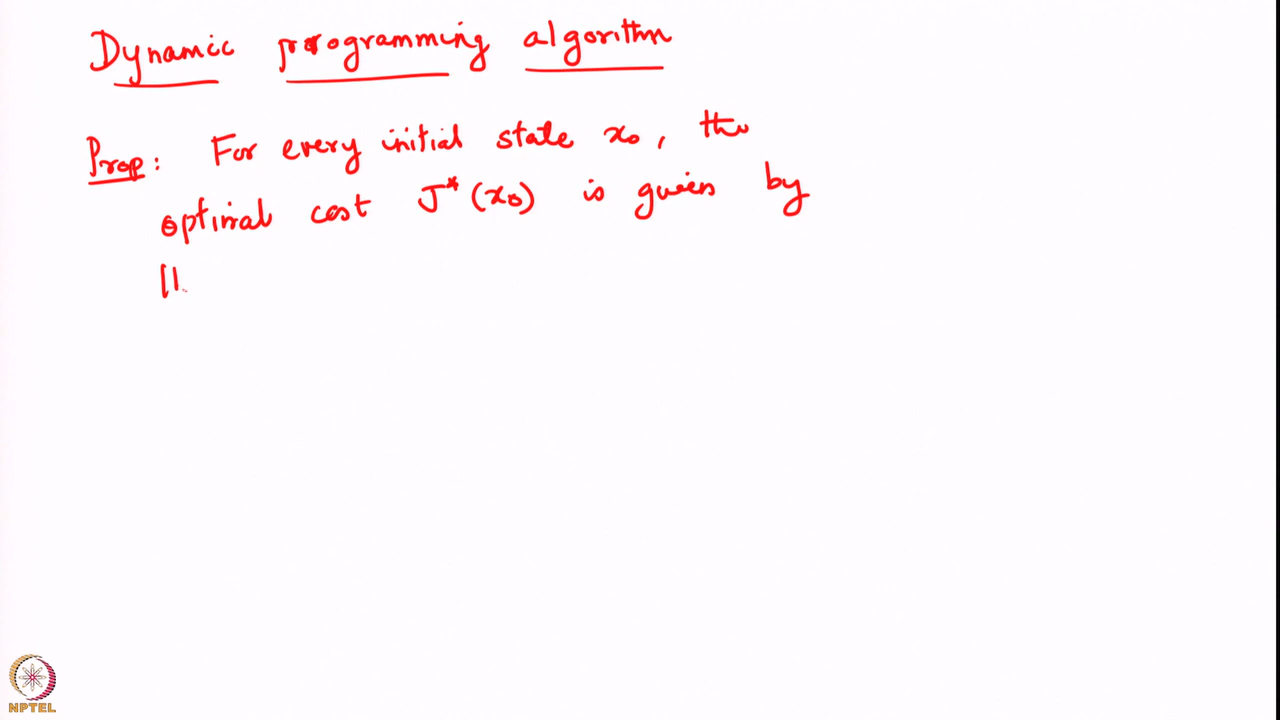 Dynamic programming algorithm
Prop: For every initial state x₀, the
optimal cost J*(x₀) is given by
NPTEL